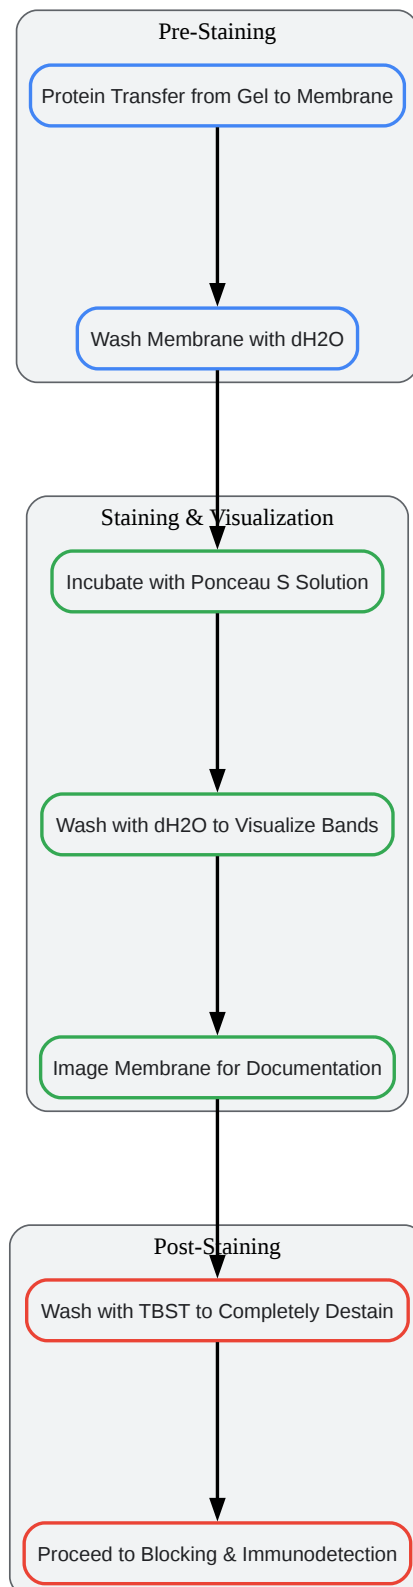 Pre-Staining
Protein Transfer from Gel to Membrane
Wash Membrane with dH2O
Staining & Visualization
Incubate with Ponceau S Solution
Wash with dH2O to Visualize Bands
Image Membrane for Documentation
Post-Staining
Wash with TBST to Completely Destain
Proceed to Blocking & Immunodetection